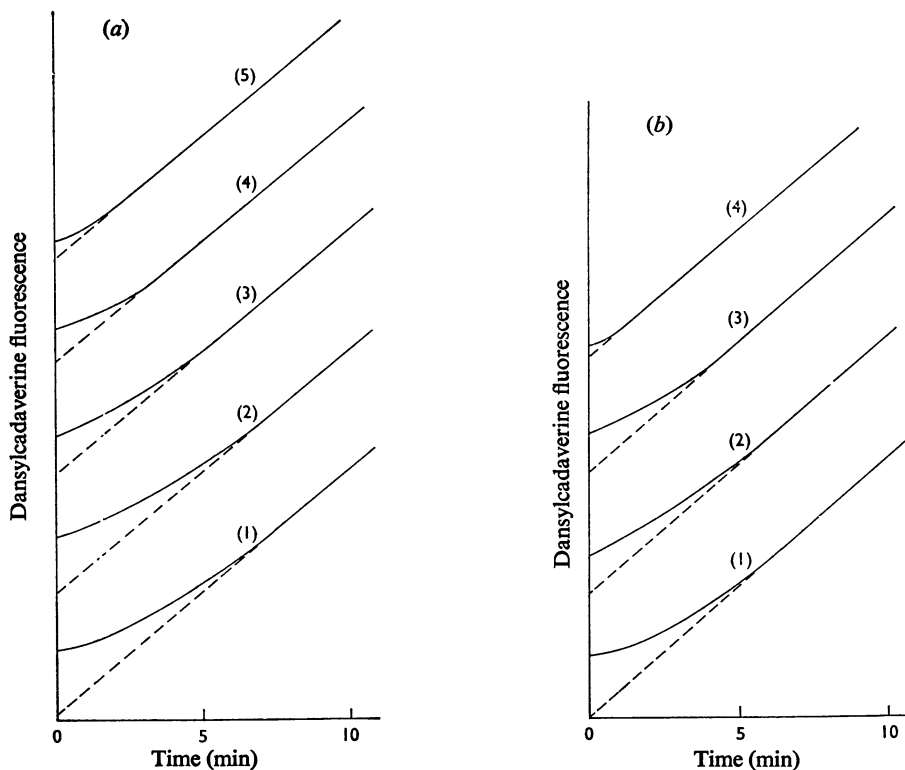 (a)
(5)
(4)
(3)
(2)
(1)
Dansylcadaverine fluorescence
0 5 10
Time (min)
(b)
(4)
(3)
(2)
(1)
Dansylcadaverine fluorescence
0 5 10
Time (min)